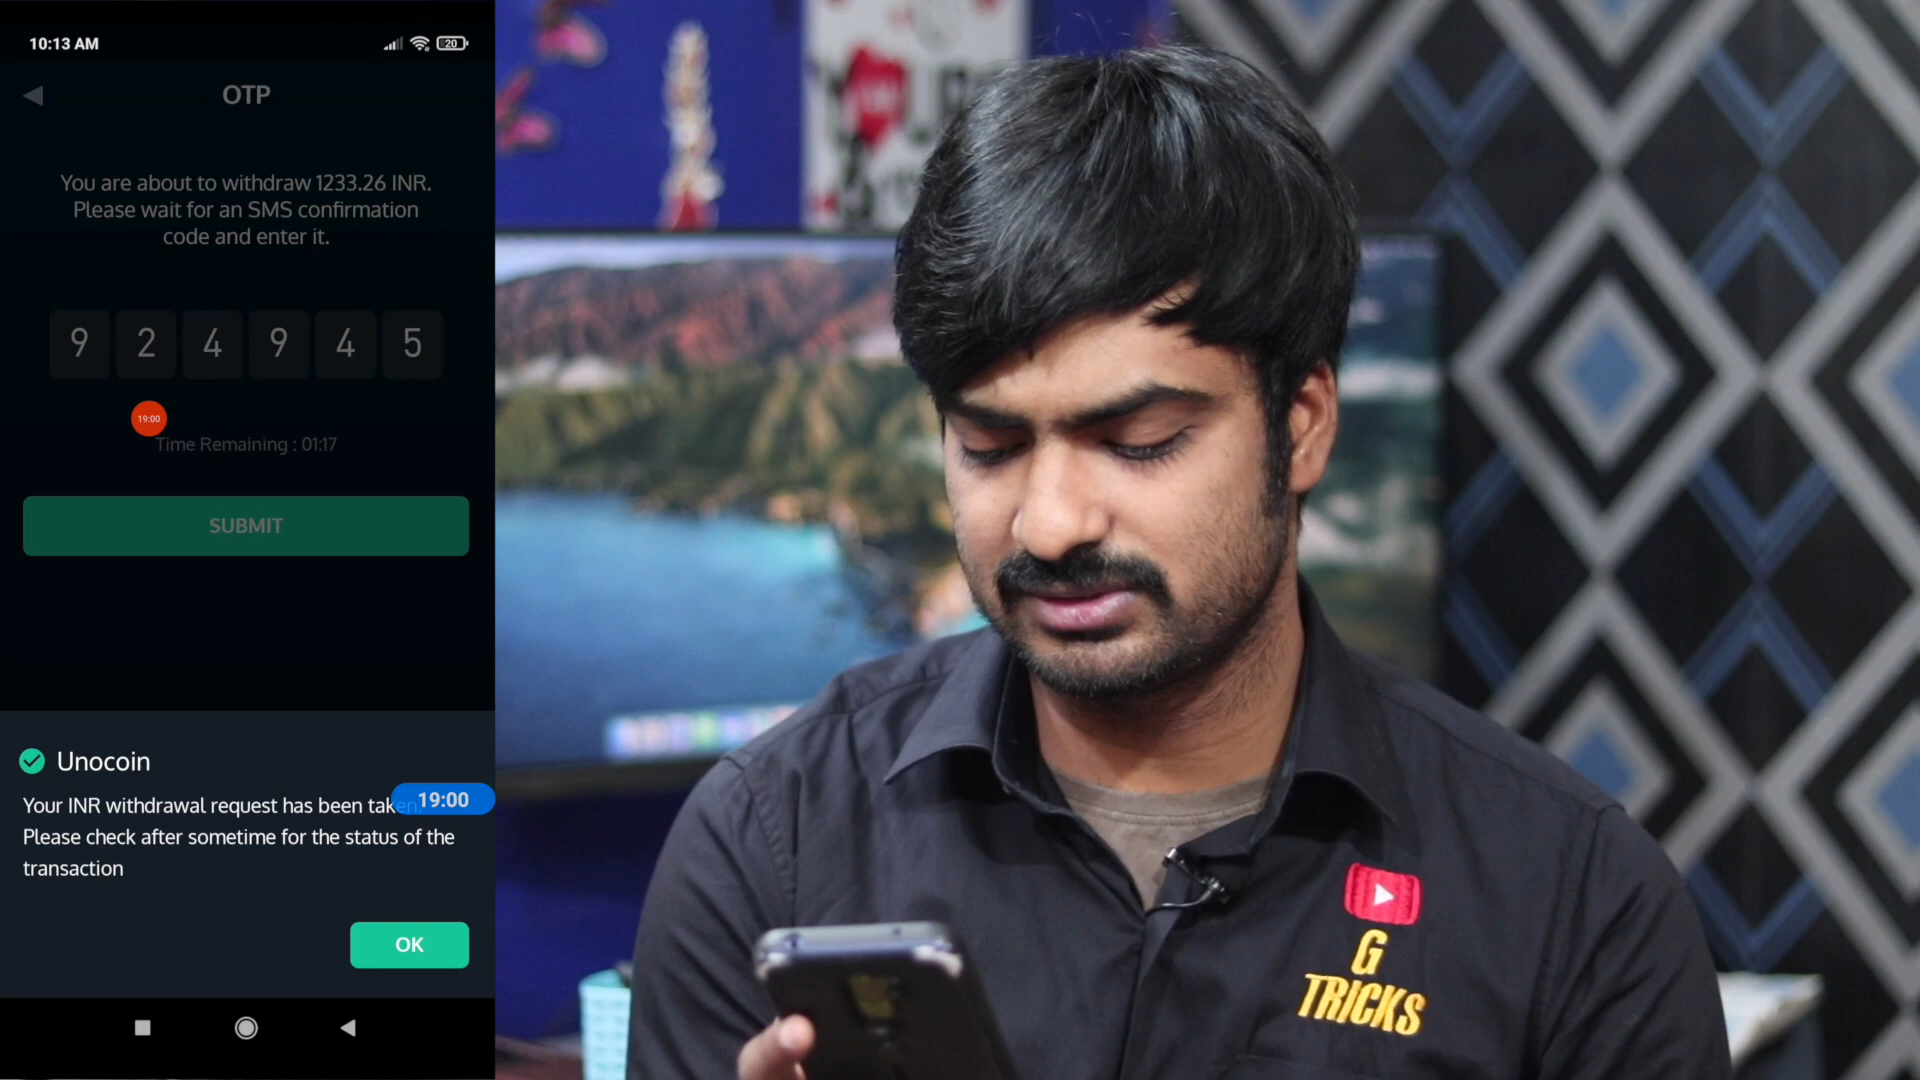 10:13 AM
20
OTP
You are about to withdraw 1233.26 INR.
Please wait for an SMS confirmation
code and enter it.
9 2 4 9 4 5
19:00
Time Remaining : 01:17
SUBMIT
Unocoin
Your INR withdrawal request has been taken.
19:00
Please check after sometime for the status of the
transaction
OK
G
TRICKS